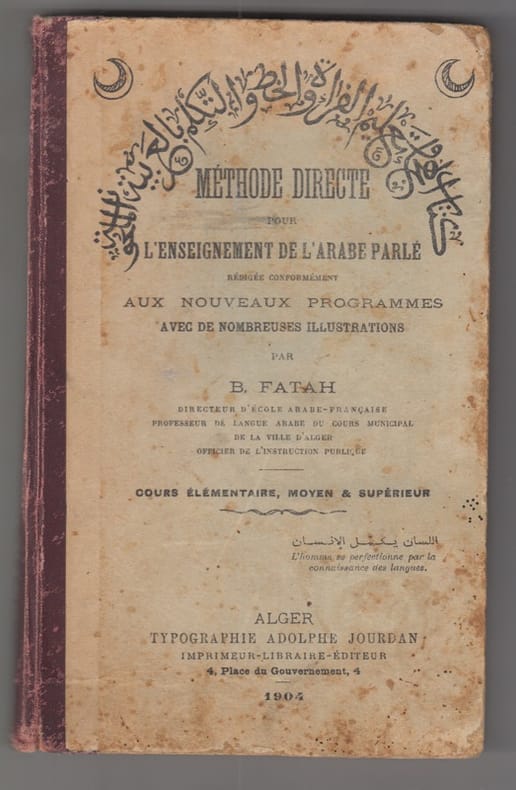 كتاب تعليم القراءة والخط والتكلم بالعربية
MÉTHODE DIRECTE
POUR
L'ENSEIGNEMENT DE L'ARABE PARLÉ
RÉDIGÉE CONFORMÉMENT
AUX NOUVEAUX PROGRAMMES
AVEC DE NOMBREUSES ILLUSTRATIONS
PAR
B. FATAH
DIRECTEUR D'ÉCOLE ARABE-FRANÇAISE
PROFESSEUR DE LANGUE ARABE DU COURS MUNICIPAL
DE LA VILLE D'ALGER
OFFICIER DE L'INSTRUCTION PUBLIQUE
COURS ÉLÉMENTAIRE, MOYEN & SUPÉRIEUR
اللسان يكمل الانسان
L'homme se perfectionne par la
connaissance des langues.
ALGER
TYPOGRAPHIE ADOLPHE JOURDAN
IMPRIMEUR-LIBRAIRE-ÉDITEUR
4, Place du Gouvernement, 4
1904